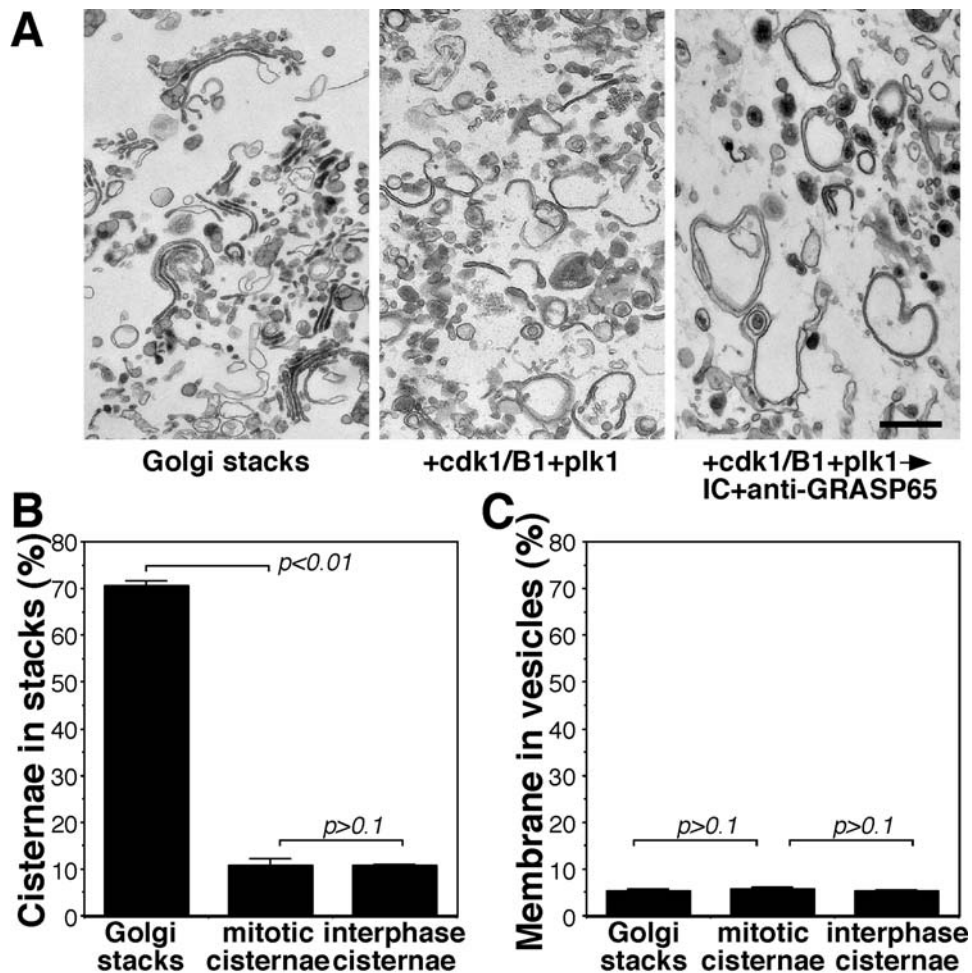 A
Golgi stacks
+cdk1/B1+plk1
+cdk1/B1+plk1→
IC+anti-GRASP65
B
Cisternae in stacks (%)
80
70
60
50
40
30
20
10
0
p<0.01
p>0.1
Golgi
stacks
mitotic
cisternae
interphase
cisternae
C
Membrane in vesicles (%)
80
70
60
50
40
30
20
10
0
p>0.1
p>0.1
Golgi
stacks
mitotic
cisternae
interphase
cisternae